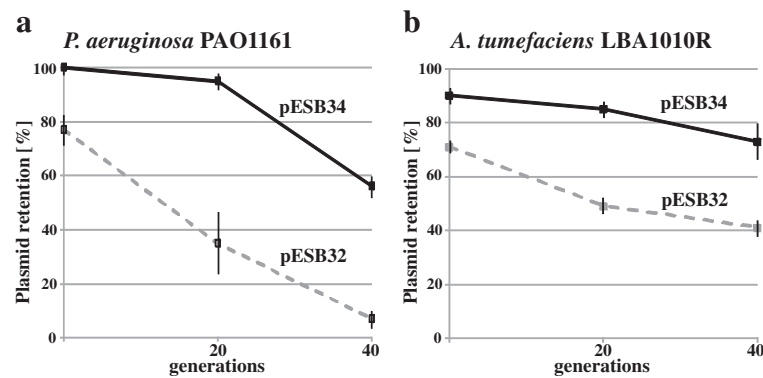 a
P. aeruginosa PAO1161
Plasmid retention [%]
100
80
60
40
20
0
pESB34
pESB32
20
40
generations
b
A. tumefaciens LBA1010R
Plasmid retention [%]
100
80
60
40
20
0
pESB34
pESB32
20
40
generations